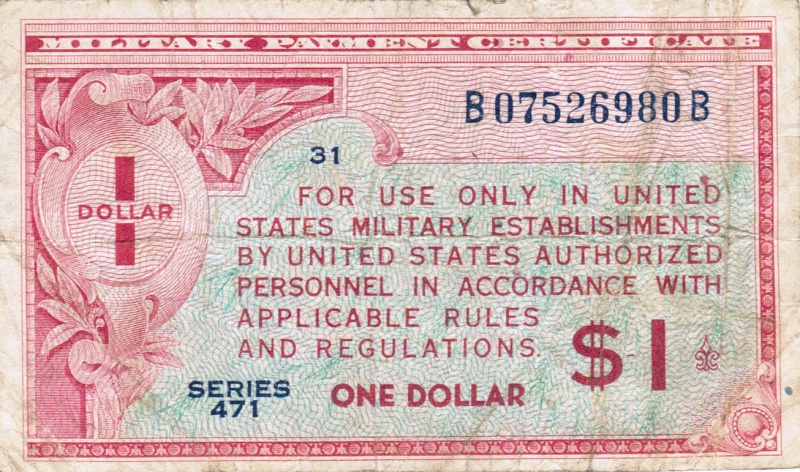 MILITARY PAYMENT CERTIFICATE
B07526980B
31
1
DOLLAR
FOR USE ONLY IN UNITED
STATES MILITARY ESTABLISHMENTS
BY UNITED STATES AUTHORIZED
PERSONNEL IN ACCORDANCE WITH
APPLICABLE RULES
AND REGULATIONS.
$1
SERIES
471
ONE DOLLAR